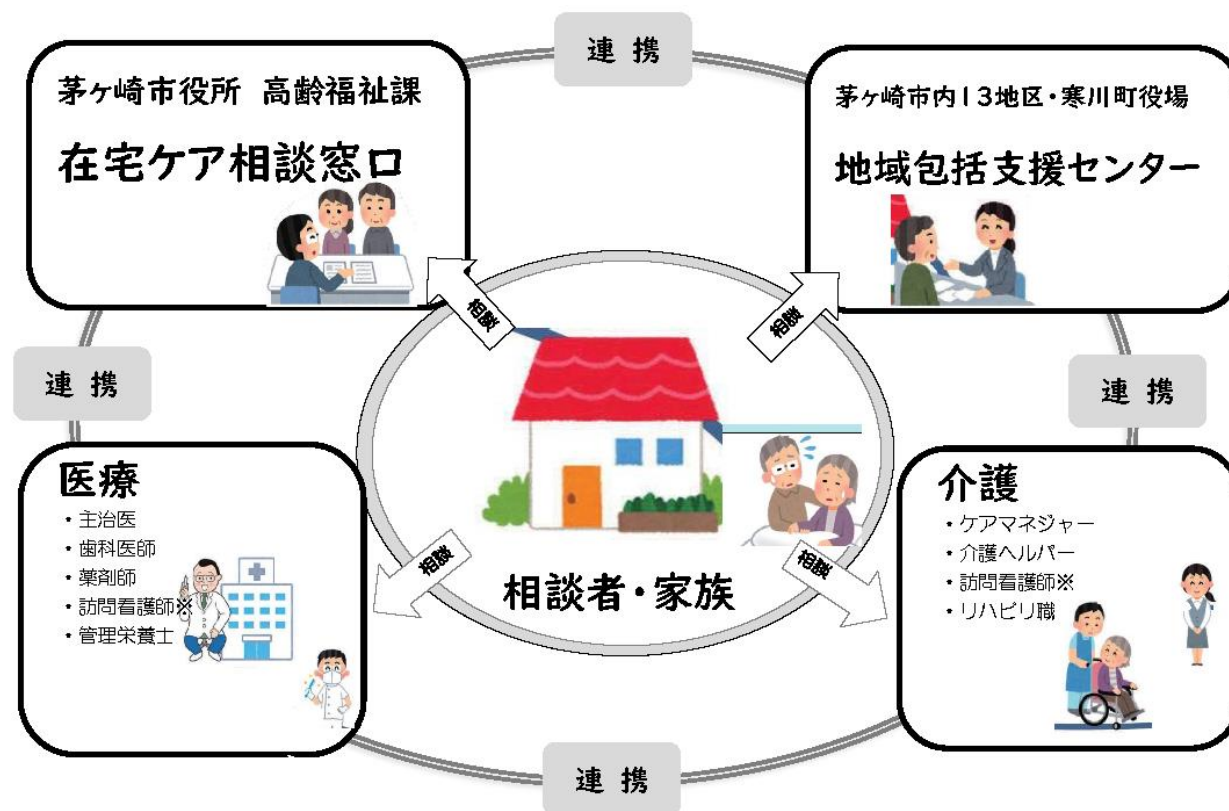 連携
茅ヶ崎市役所 高齢福祉課
在宅ケア相談窓口
茅ヶ崎市内13地区・寒川町役場
地域包括支援センター
相談
相談
連携
連携
医療
・主治医
・歯科医師
・薬剤師
・訪問看護師※
・管理栄養士
介護
・ケアマネジャー
・介護ヘルパー
・訪問看護師※
・リハビリ職
相談
相談
相談者・家族
連携